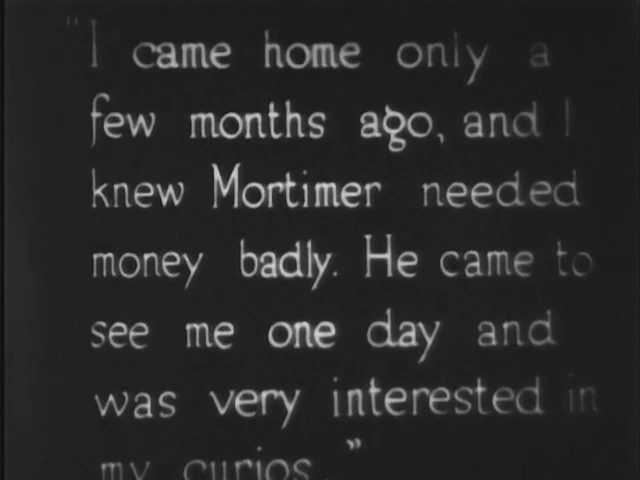 "I came home only a
few months ago, and I
knew Mortimer needed
money badly. He came to
see me one day and
was very interested in
my curios."